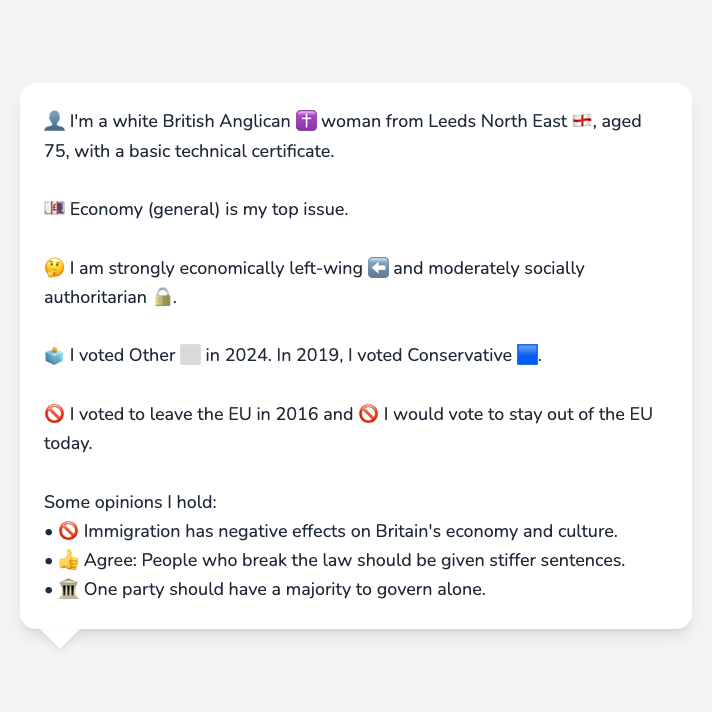 👤 I'm a white British Anglican ✝️ woman from Leeds North East 🏴󠁧󠁢󠁥󠁮󠁧󠁿, aged
75, with a basic technical certificate.
💷 Economy (general) is my top issue.
🤔 I am strongly economically left-wing ⬅️ and moderately socially
authoritarian 🔒.
🗳️ I voted Other ⬜ in 2024. In 2019, I voted Conservative 🟦.
🚫 I voted to leave the EU in 2016 and 🚫 I would vote to stay out of the EU
today.
Some opinions I hold:
• 🚫 Immigration has negative effects on Britain's economy and culture.
• 👍 Agree: People who break the law should be given stiffer sentences.
• 🏛️ One party should have a majority to govern alone.